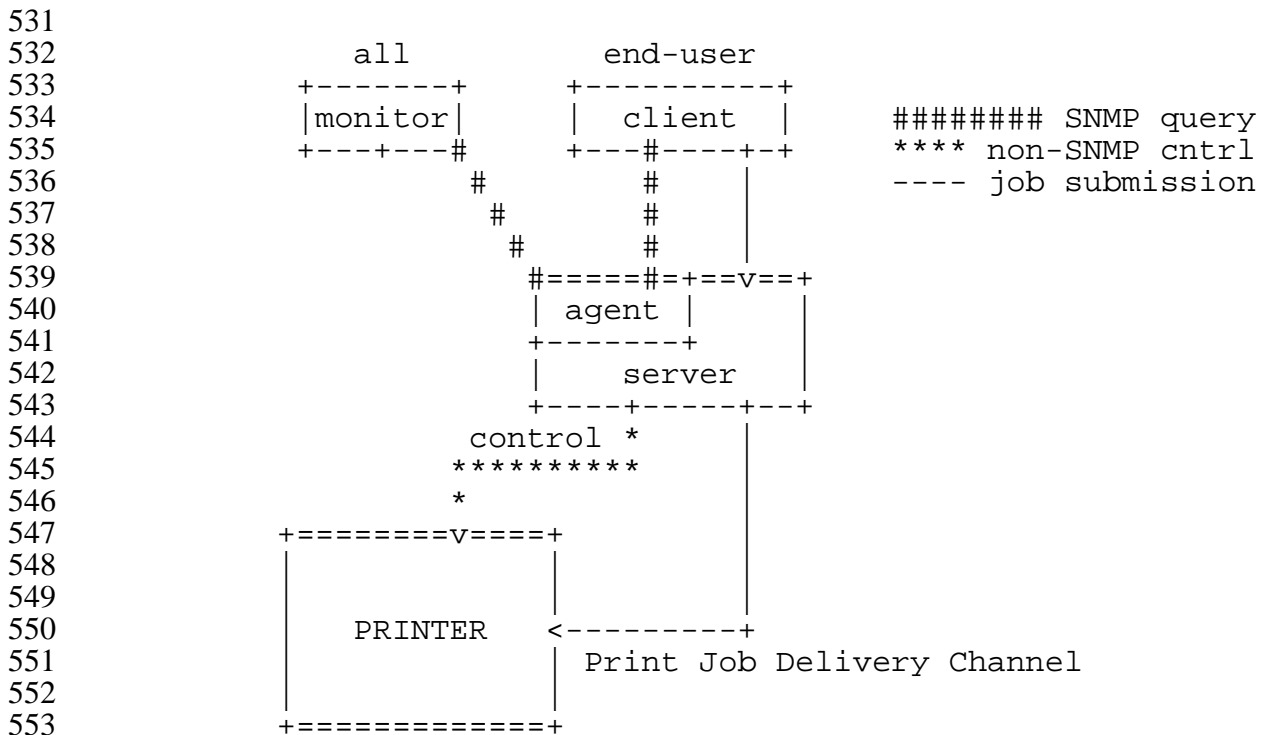 531
532                all          end-user
533             +-------+     +----------+
534             |monitor|     |  client  |     ######## SNMP query
535             +---+---#     +---#----+-+     **** non-SNMP cntrl
536                      #        #    |       ---- job submission
537                       #       #    |
538                        #      #    |
539                         #=====#=+==v==+
540                         | agent |     |
541                         +-------+     |
542                         |    server   |
543                         +----+-----+--+
544                      control *     |
545                     **********     |
546                     *              |
547            +========v====+         |
548            |             |         |
549            |             |         |
550            |   PRINTER   <---------+
551            |             | Print Job Delivery Channel
552            |             |
553            +=============+